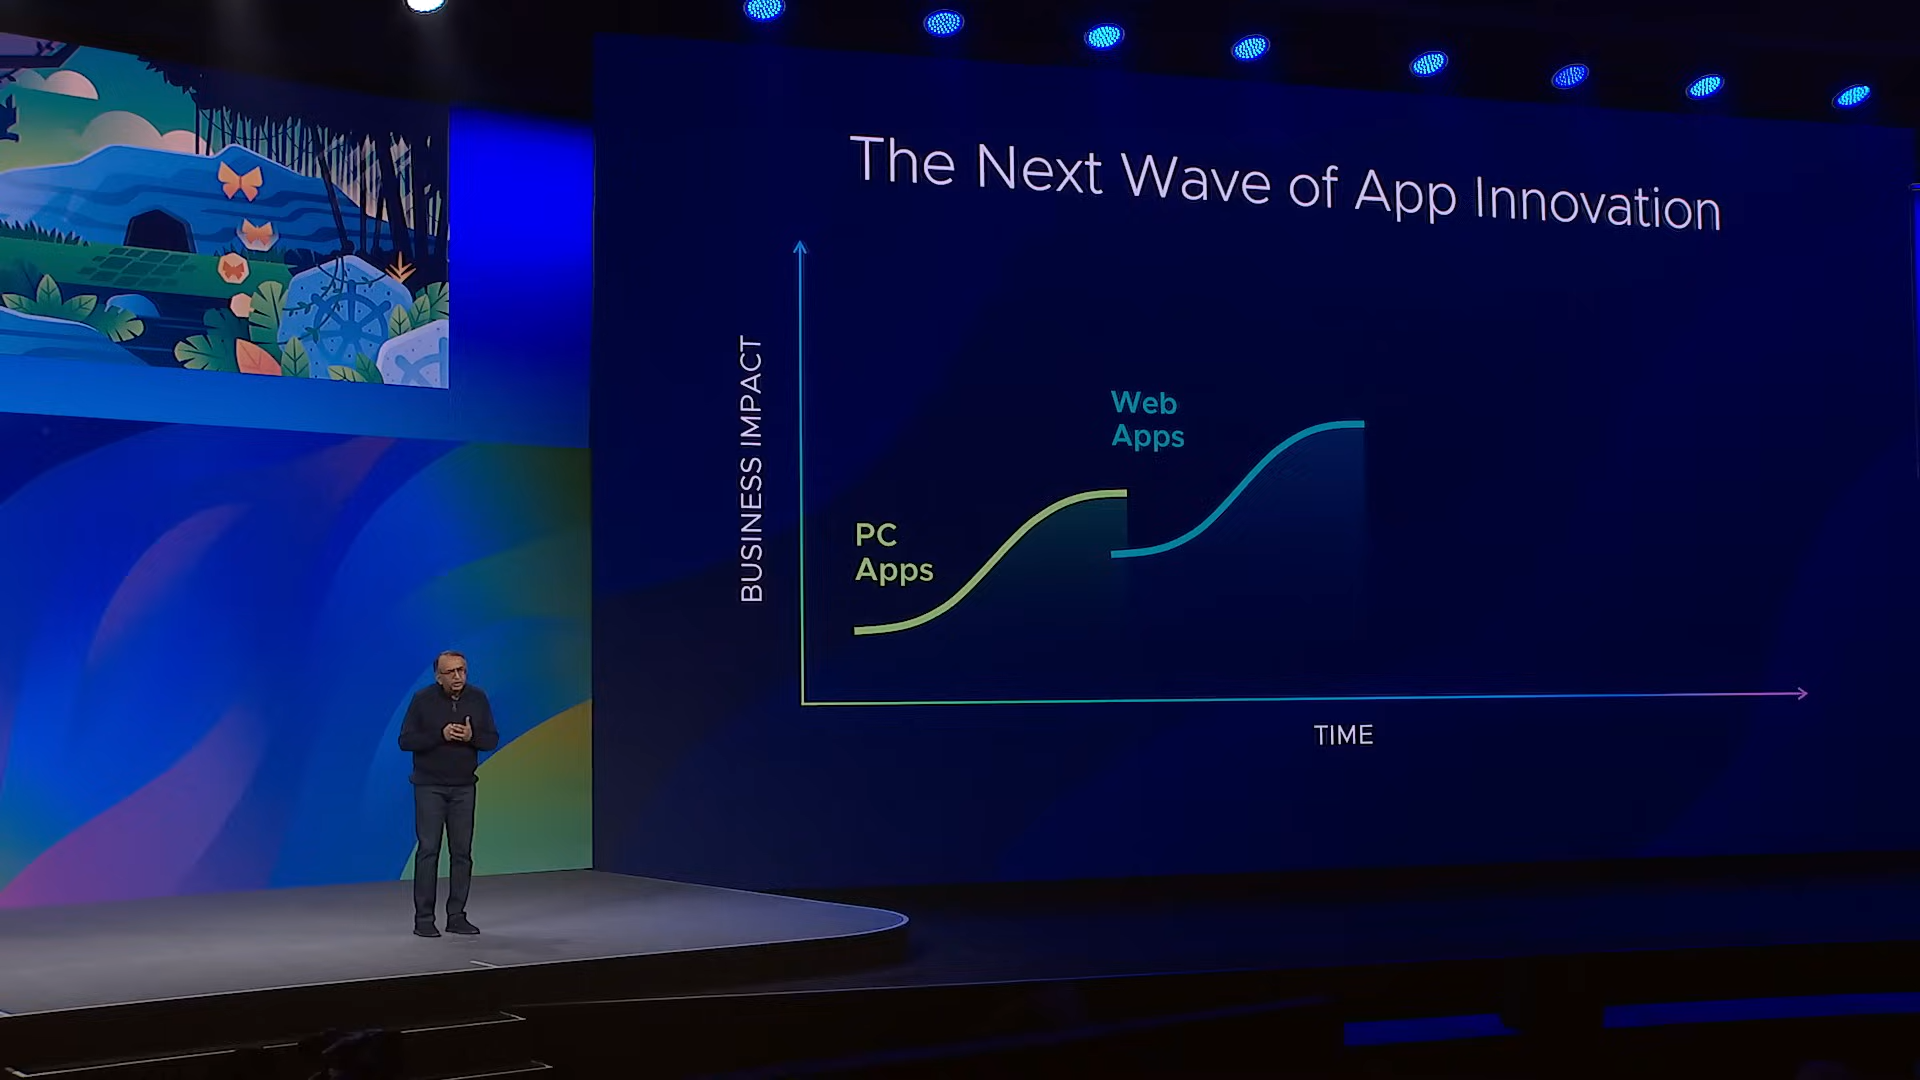 The Next Wave of App Innovation
BUSINESS IMPACT
Web
Apps
PC
Apps
TIME